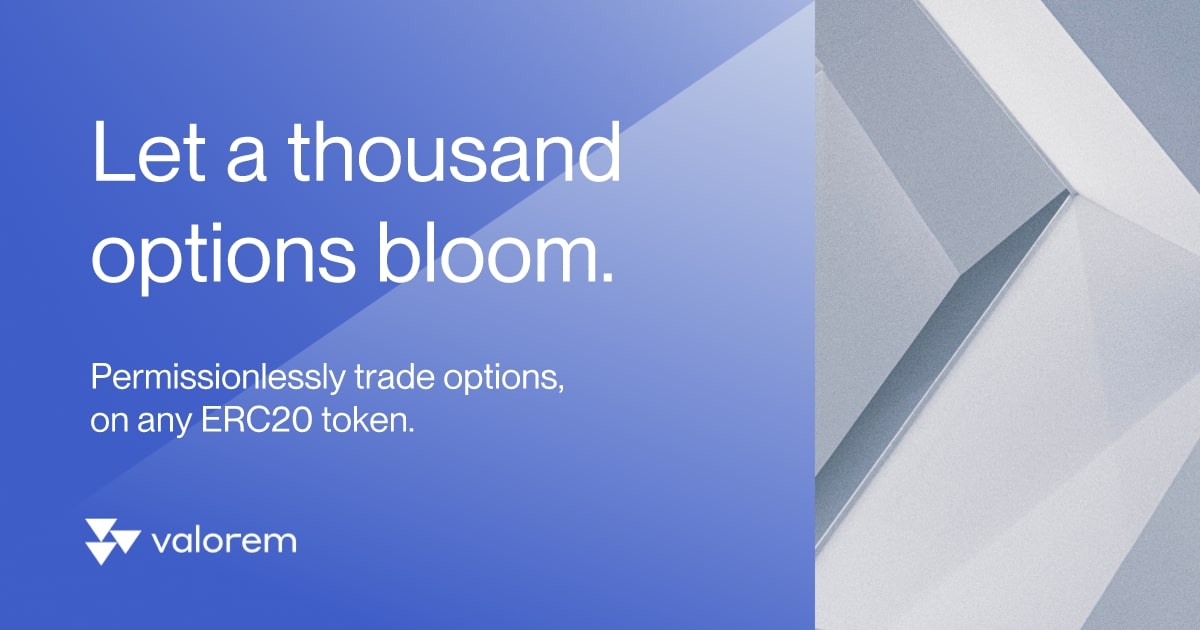 Let a thousand
options bloom.
Permissionlessly trade options,
on any ERC20 token.
valorem